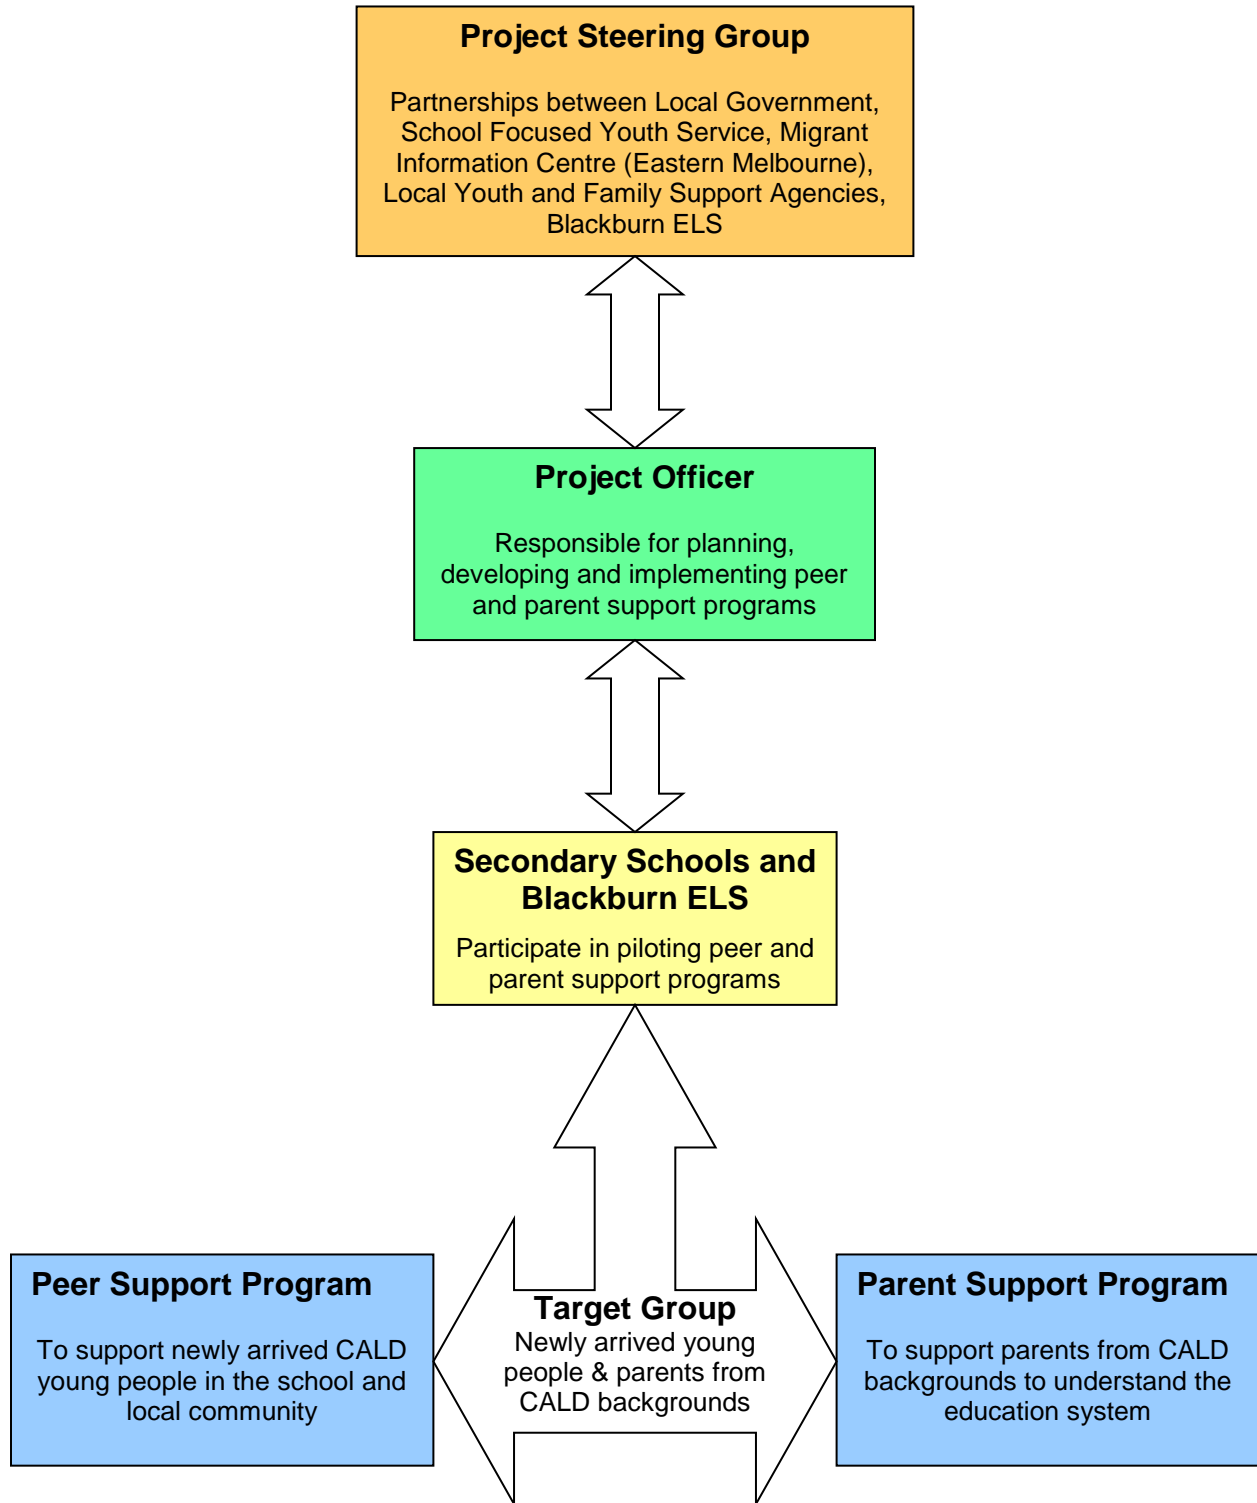 Project Steering Group
Partnerships between Local Government,
School Focused Youth Service, Migrant
Information Centre (Eastern Melbourne),
Local Youth and Family Support Agencies,
Blackburn ELS
Project Officer
Responsible for planning,
developing and implementing peer
and parent support programs
Secondary Schools and
Blackburn ELS
Participate in piloting peer and
parent support programs
Peer Support Program
To support newly arrived CALD
young people in the school and
local community
Target Group
Newly arrived young
people & parents from
CALD backgrounds
Parent Support Program
To support parents from CALD
backgrounds to understand the
education system